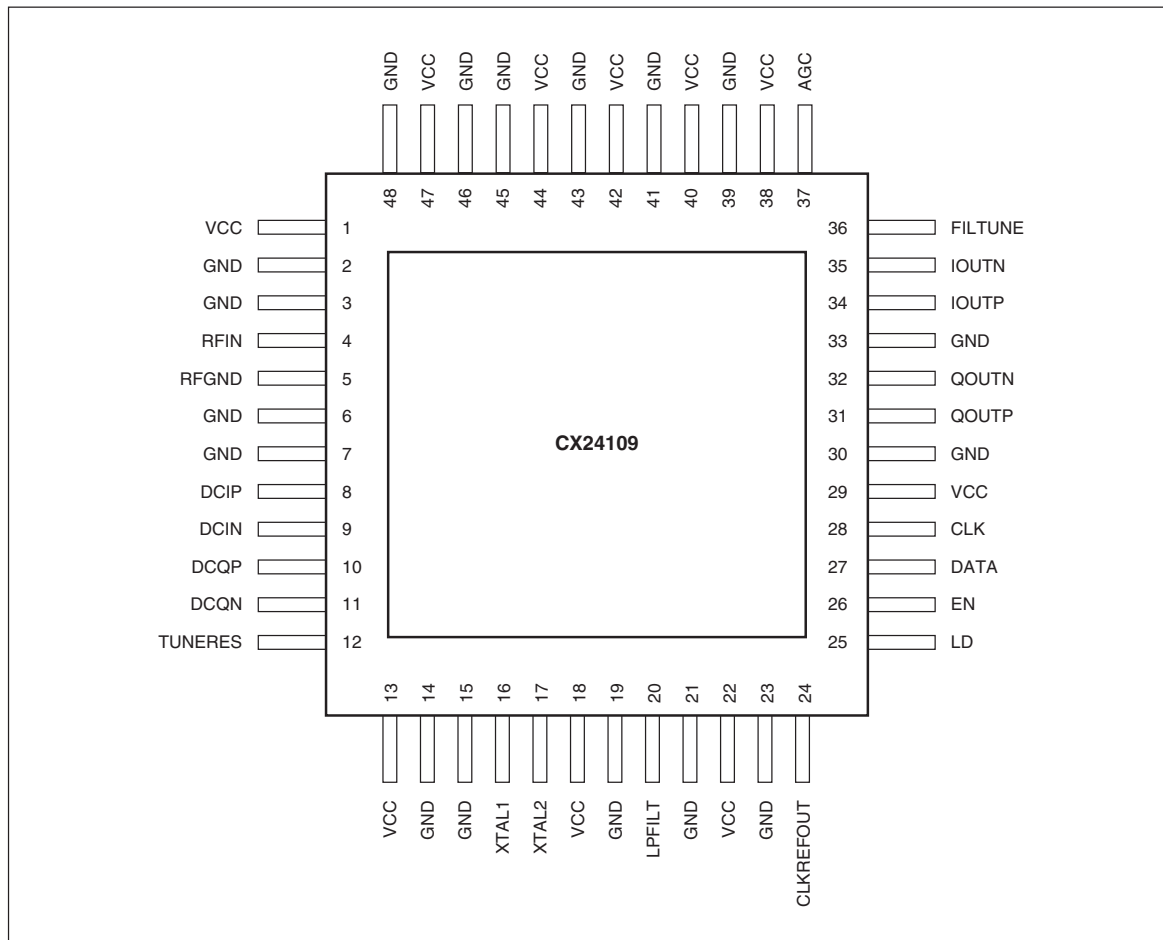 GND VCC GND GND VCC GND VCC GND VCC GND VCC AGC
48 47 46 45 44 43 42 41 40 39 38 37
VCC 1 36 FILTUNE
GND 2 35 IOUTN
GND 3 34 IOUTP
RFIN 4 33 GND
RFGND 5 32 QOUTN
GND 6 31 QOUTP
CX24109
GND 7 30 GND
DCIP 8 29 VCC
DCIN 9 28 CLK
DCQP 10 27 DATA
DCQN 11 26 EN
TUNERES 12 25 LD
13 14 15 16 17 18 19 20 21 22 23 24
VCC GND GND XTAL1 XTAL2 VCC GND LPFILT GND VCC GND CLKREFOUT